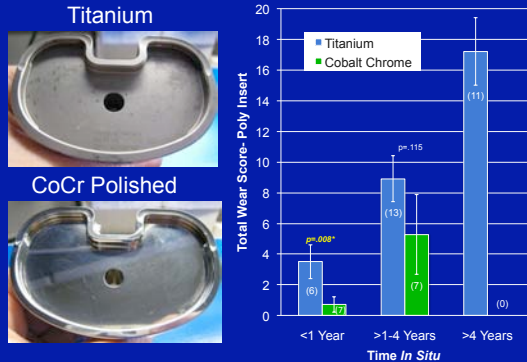 Titanium
CoCr Polished
Total Wear Score- Poly Insert
20
18
16
14
12
10
8
6
4
2
0
Titanium
Cobalt Chrome
p=.008*
(6)
(7)
p=.115
(13)
(7)
(11)
(0)
<1 Year
>1-4 Years
>4 Years
Time In Situ